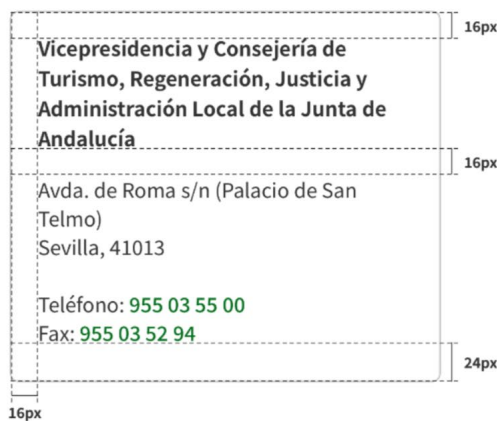 16px
Vicepresidencia y Consejería de
Turismo, Regeneración, Justicia y
Administración Local de la Junta de
Andalucía
16px
Avda. de Roma s/n (Palacio de San
Telmo)
Sevilla, 41013
Teléfono: 955 03 55 00
Fax: 955 03 52 94
24px
16px